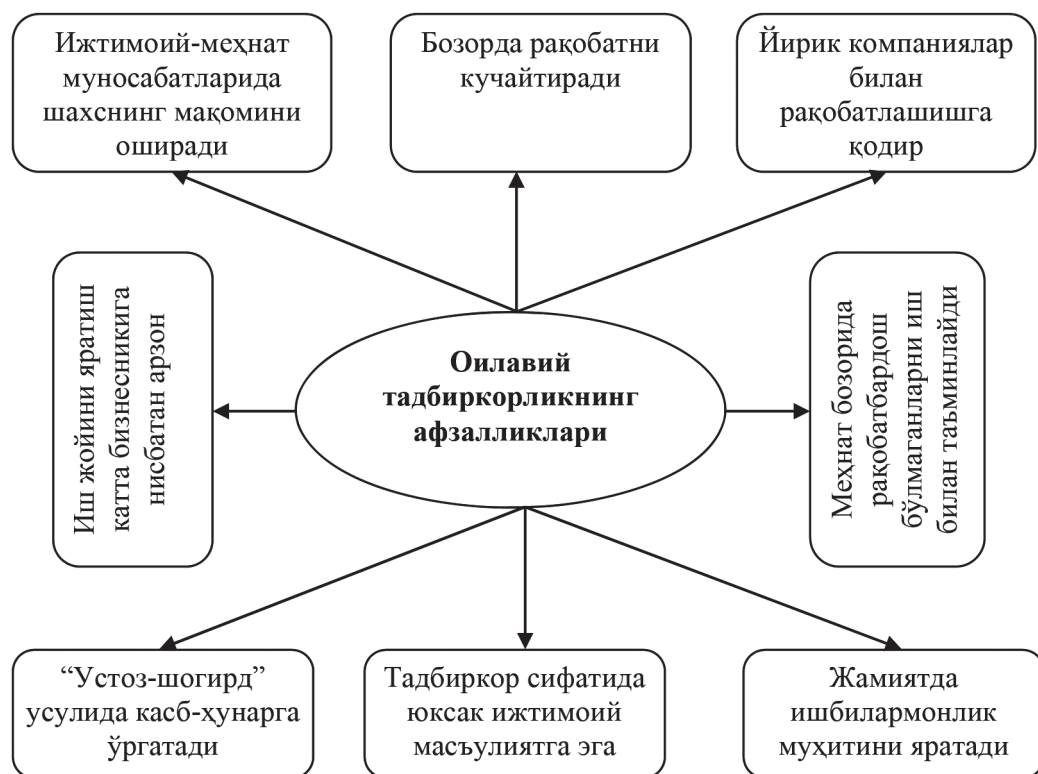 Ижтимоий-меҳнат
муносабатларида
шахснинг мақомини
оширади
Бозорда рақобатни
кучайтиради
Йирик компаниялар
билан
рақобатлашишга
қодир
Иш жойини яратиш
катта бизнесникига
нисбатан арзон
Оилавий
тадбиркорликнинг
афзалликлари
Меҳнат бозорида
рақобатбардош
бўлмаганларни иш
билан таъминлайди
“Устоз-шогирд”
усулида касб-ҳунарга
ўргатади
Тадбиркор сифатида
юксак ижтимоий
масъулиятга эга
Жамиятда
ишбилармонлик
муҳитини яратади